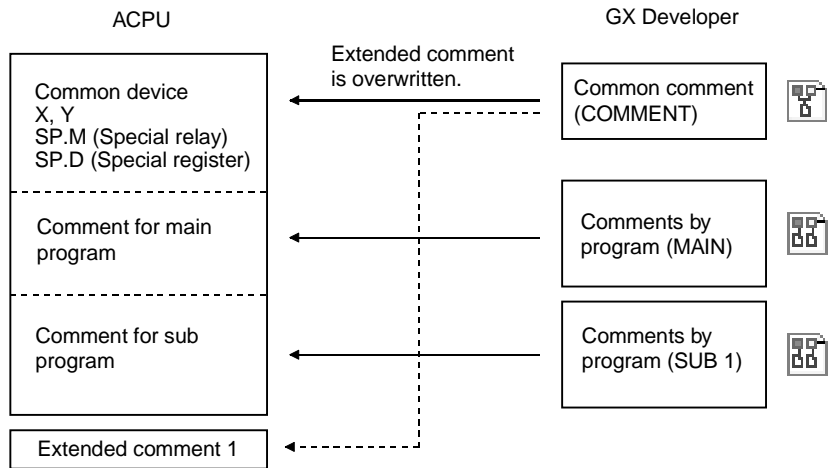 ACPU
GX Developer
Extended comment
is overwritten.
Common device
X, Y
SP.M (Special relay)
SP.D (Special register)
Common comment
(COMMENT)
Comment for main
program
Comments by
program (MAIN)
Comment for sub
program
Comments by
program (SUB 1)
Extended comment 1